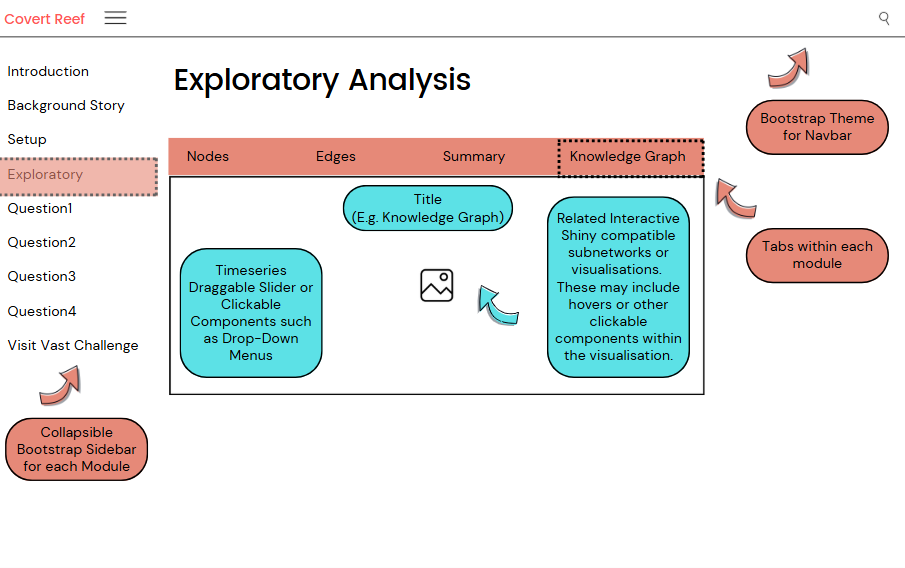 Covert Reef
Introduction
Background Story
Setup
Exploratory
Question1
Question2
Question3
Question4
Visit Vast Challenge
Collapsible
Bootstrap Sidebar
for each Module
Exploratory Analysis
Nodes
Edges
Summary
Knowledge Graph
Title
(E.g. Knowledge Graph)
Timeseries
Draggable Slider or
Clickable
Components such
as Drop-Down
Menus
Related Interactive
Shiny compatible
subnetworks or
visualisations.
These may include
hovers or other
clickable
components within
the visualisation.
Bootstrap Theme
for Navbar
Tabs within each
module